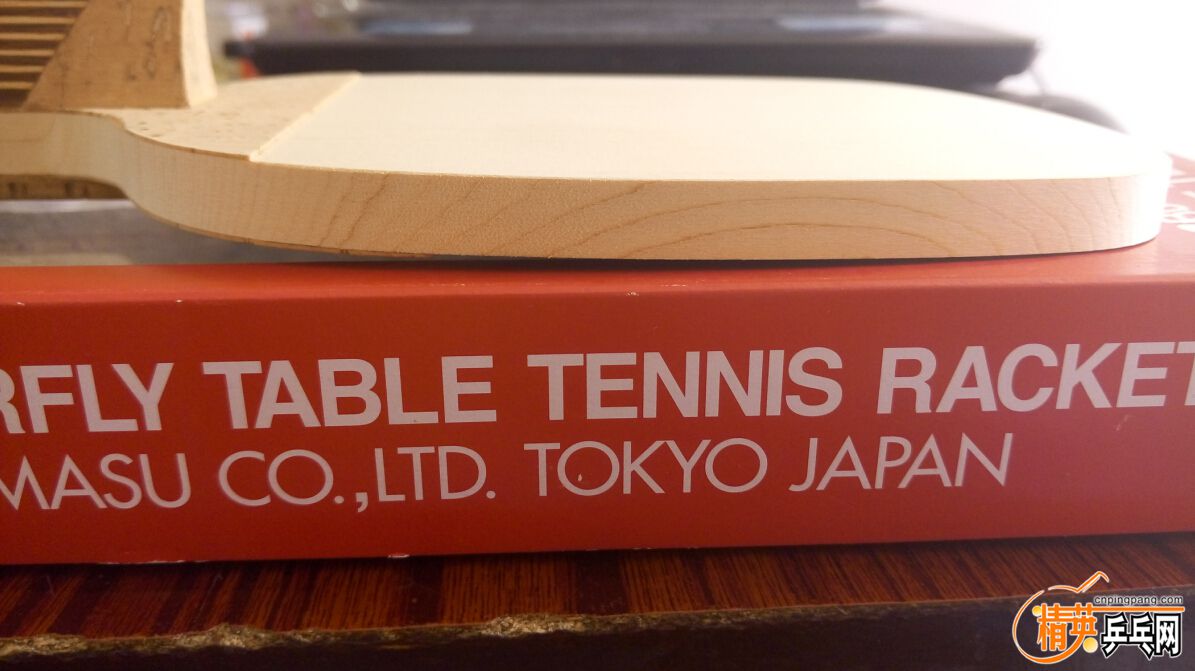 RFLY TABLE TENNIS RACKET
MASU CO.,LTD. TOKYO JAPAN
cnpingpang.com
精英乒乓网